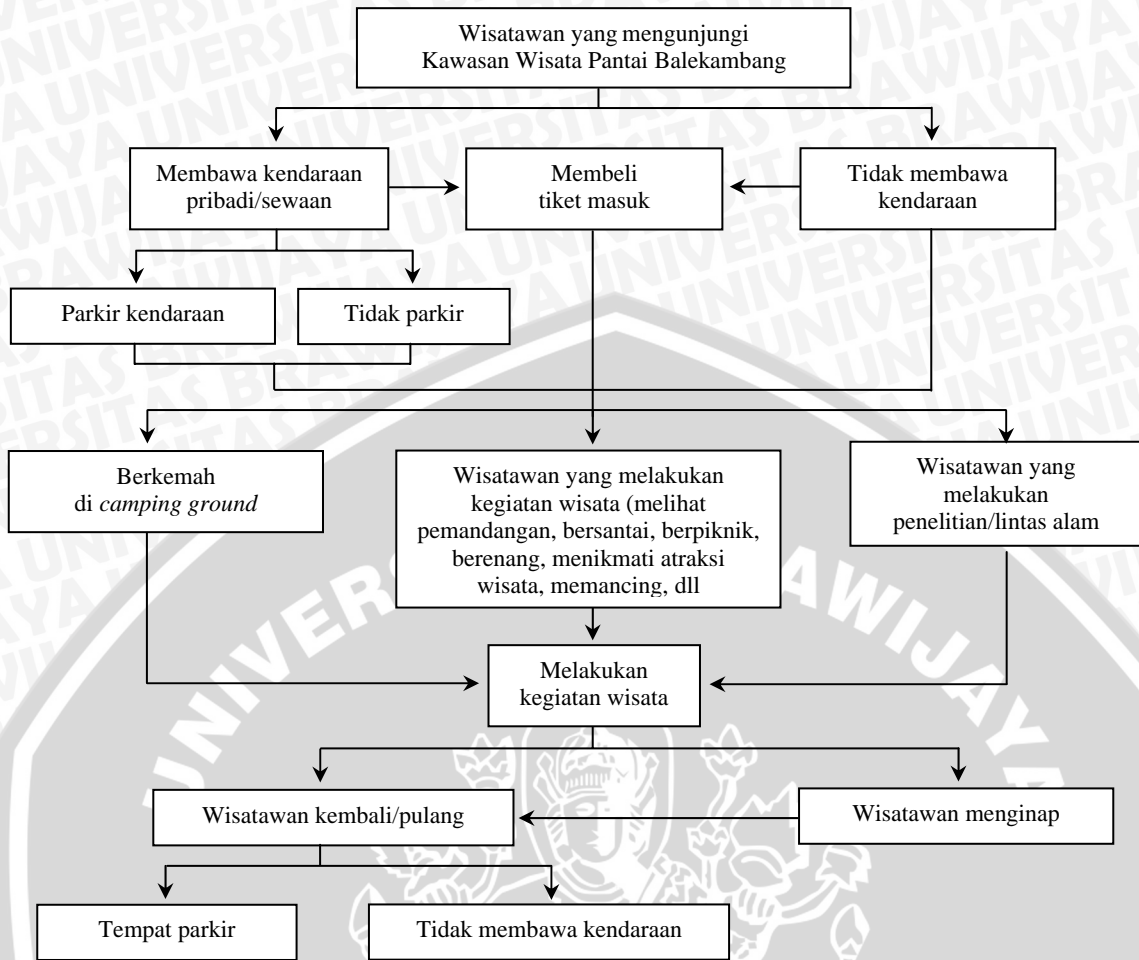 Wisatawan yang mengunjungi
Kawasan Wisata Pantai Balekambang
Membawa kendaraan
pribadi/sewaan
Membeli
tiket masuk
Tidak membawa
kendaraan
Parkir kendaraan
Tidak parkir
Berkemah
di camping ground
Wisatawan yang melakukan
kegiatan wisata (melihat
pemandangan, bersantai, berpiknik,
berenang, menikmati atraksi
wisata, memancing, dll
Wisatawan yang
melakukan
penelitian/lintas alam
Melakukan
kegiatan wisata
Wisatawan kembali/pulang
Wisatawan menginap
Tempat parkir
Tidak membawa kendaraan
UNIVERSITAS BRAWIJAYA